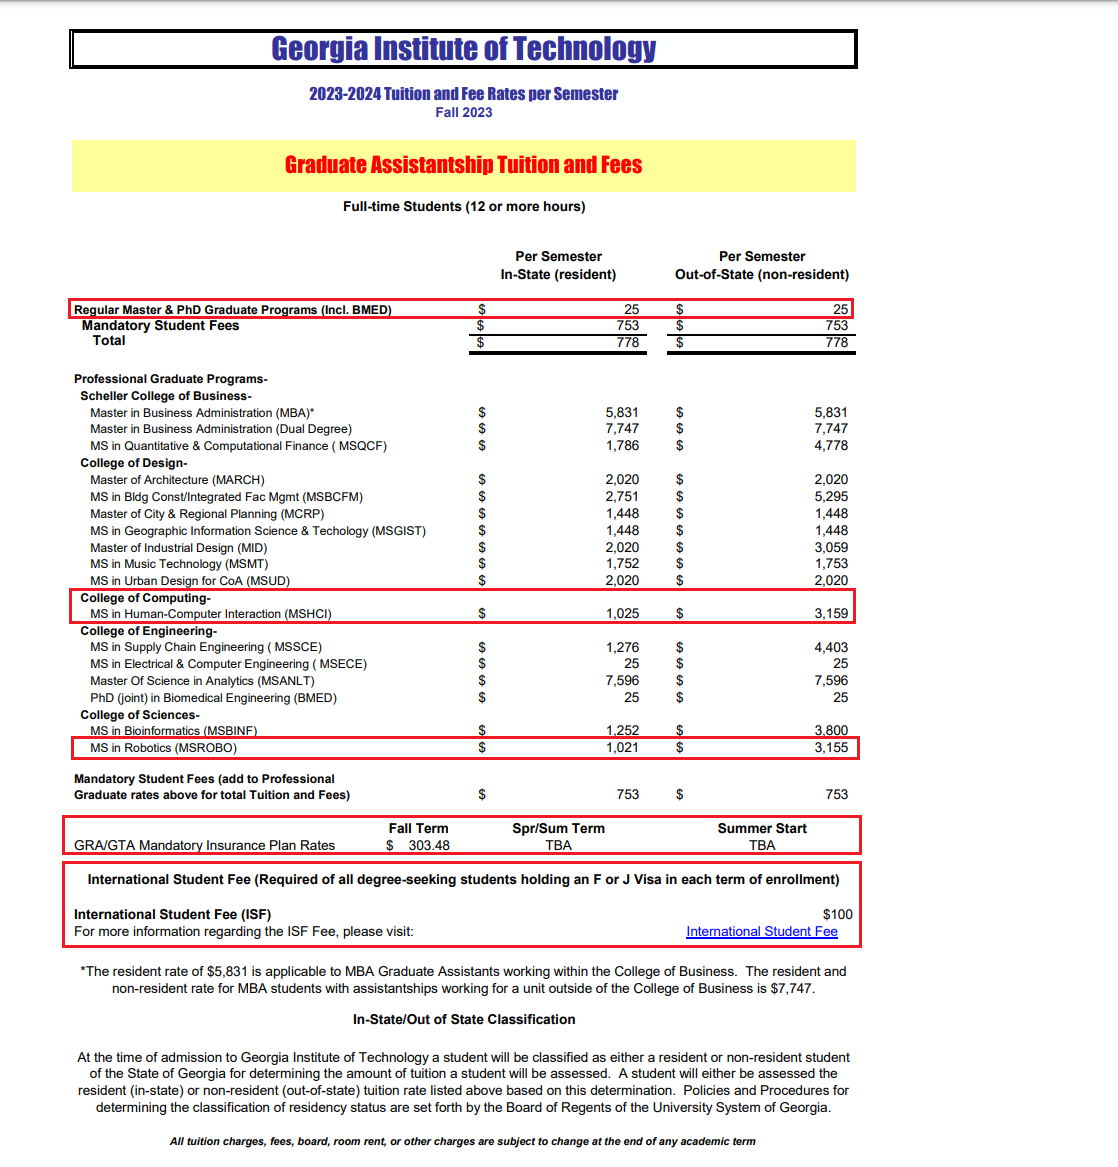 Georgia Institute of Technology
2023-2024 Tuition and Fee Rates per Semester
Fall 2023
Graduate Assistantship Tuition and Fees
Full-time Students (12 or more hours)
Per Semester Per Semester
In-State (resident) Out-of-State (non-resident)
Regular Master & PhD Graduate Programs (Incl. BMED) $ 25 $ 25
Mandatory Student Fees $ 753 $ 753
Total $ 778 $ 778
Professional Graduate Programs-
Scheller College of Business-
Master in Business Administration (MBA)* $ 5,831 $ 5,831
Master in Business Administration (Dual Degree) $ 7,747 $ 7,747
MS in Quantitative & Computational Finance ( MSQCF) $ 1,786 $ 4,778
College of Design-
Master of Architecture (MARCH) $ 2,020 $ 2,020
MS in Bldg Const/Integrated Fac Mgmt (MSBCFM) $ 2,751 $ 5,295
Master of City & Regional Planning (MCRP) $ 1,448 $ 1,448
MS in Geographic Information Science & Techology (MSGIST) $ 1,448 $ 1,448
Master of Industrial Design (MID) $ 2,020 $ 3,059
MS in Music Technology (MSMT) $ 1,752 $ 1,753
MS in Urban Design for CoA (MSUD) $ 2,020 $ 2,020
College of Computing-
MS in Human-Computer Interaction (MSHCI) $ 1,025 $ 3,159
College of Engineering-
MS in Supply Chain Engineering ( MSSCE) $ 1,276 $ 4,403
MS in Electrical & Computer Engineering ( MSECE) $ 25 $ 25
Master Of Science in Analytics (MSANLT) $ 7,596 $ 7,596
PhD (joint) in Biomedical Engineering (BMED) $ 25 $ 25
College of Sciences-
MS in Bioinformatics (MSBINF) $ 1,252 $ 3,800
MS in Robotics (MSROBO) $ 1,021 $ 3,155
Mandatory Student Fees (add to Professional
Graduate rates above for total Tuition and Fees) $ 753 $ 753
Fall Term Spr/Sum Term Summer Start
GRA/GTA Mandatory Insurance Plan Rates $ 303.48 TBA TBA
International Student Fee (Required of all degree-seeking students holding an F or J Visa in each term of enrollment)
International Student Fee (ISF) $100
For more information regarding the ISF Fee, please visit: International Student Fee
*The resident rate of $5,831 is applicable to MBA Graduate Assistants working within the College of Business. The resident and
non-resident rate for MBA students with assistantships working for a unit outside of the College of Business is $7,747.
In-State/Out of State Classification
At the time of admission to Georgia Institute of Technology a student will be classified as either a resident or non-resident student
of the State of Georgia for determining the amount of tuition a student will be assessed. A student will either be assessed the
resident (in-state) or non-resident (out-of-state) tuition rate listed above based on this determination. Policies and Procedures for
determining the classification of residency status are set forth by the Board of Regents of the University System of Georgia.
All tuition charges, fees, board, room rent, or other charges are subject to change at the end of any academic term